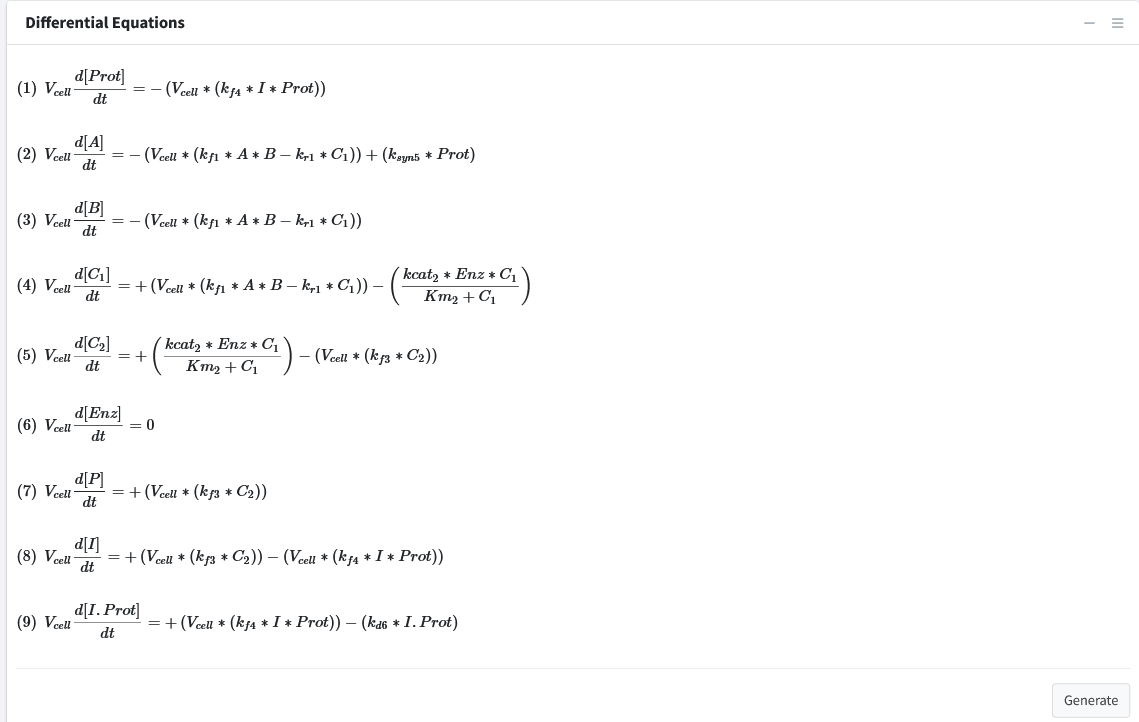 Differential Equations
(1) V_cell d[Prot]/dt = − (V_cell * (k_f4 * I * Prot))
(2) V_cell d[A]/dt = − (V_cell * (k_f1 * A * B − k_r1 * C_1)) + (k_syn5 * Prot)
(3) V_cell d[B]/dt = − (V_cell * (k_f1 * A * B − k_r1 * C_1))
(4) V_cell d[C_1]/dt = + (V_cell * (k_f1 * A * B − k_r1 * C_1)) − (kcat_2 * Enz * C_1 / Km_2 + C_1)
(5) V_cell d[C_2]/dt = + (kcat_2 * Enz * C_1 / Km_2 + C_1) − (V_cell * (k_f3 * C_2))
(6) V_cell d[Enz]/dt = 0
(7) V_cell d[P]/dt = + (V_cell * (k_f3 * C_2))
(8) V_cell d[I]/dt = + (V_cell * (k_f3 * C_2)) − (V_cell * (k_f4 * I * Prot))
(9) V_cell d[I.Prot]/dt = + (V_cell * (k_f4 * I * Prot)) − (k_d6 * I.Prot)
Generate